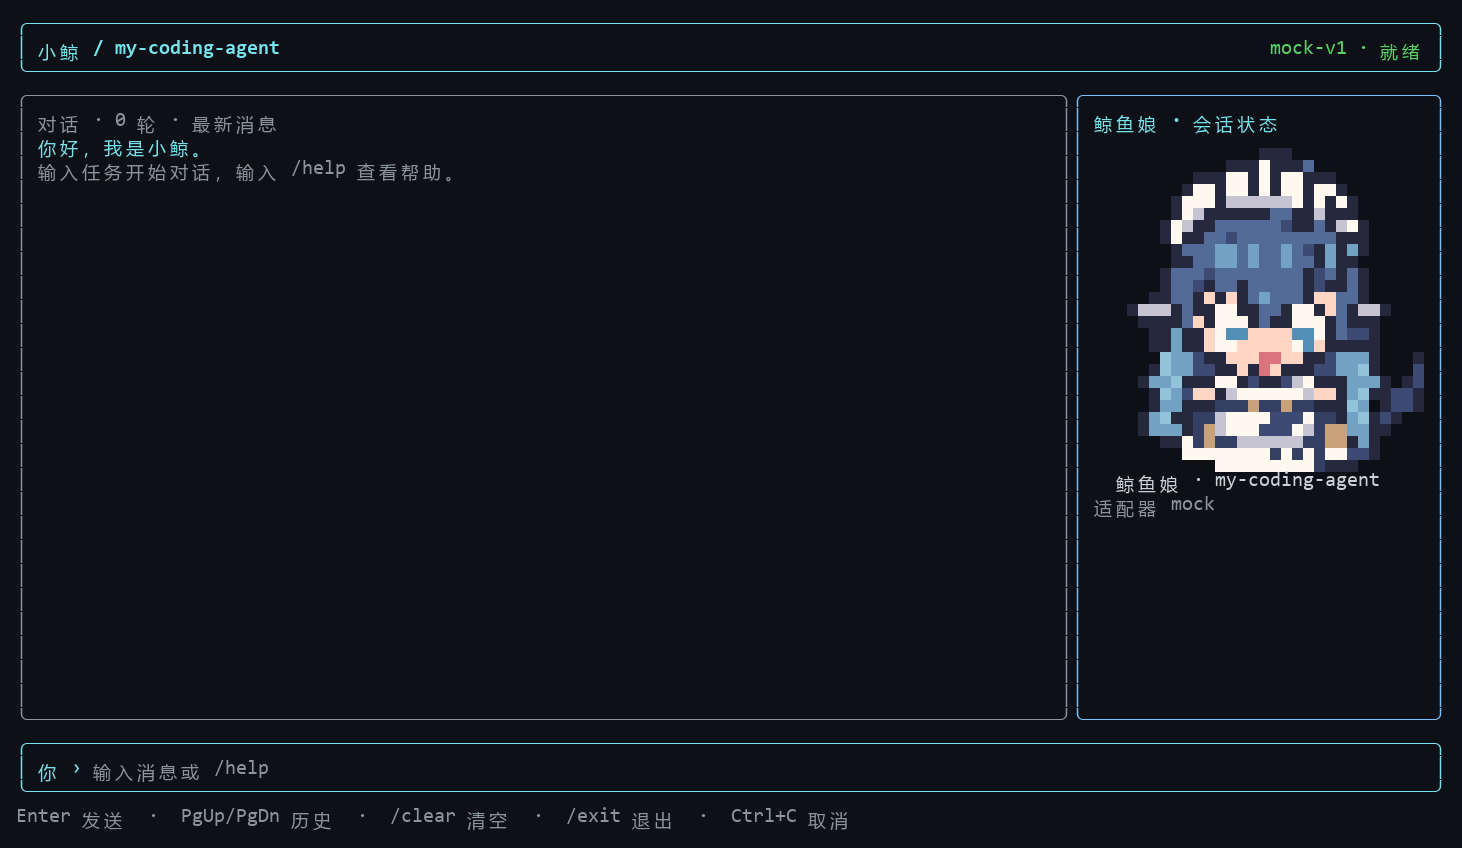 小鲸 / my-coding-agent
mock-v1 · 就绪
对话 · 0 轮 · 最新消息
你好，我是小鲸。
输入任务开始对话，输入 /help 查看帮助。
鲸鱼娘 · 会话状态
鲸鱼娘 · my-coding-agent
适配器 mock
你 › 输入消息或 /help
Enter 发送 · PgUp/PgDn 历史 · /clear 清空 · /exit 退出 · Ctrl+C 取消